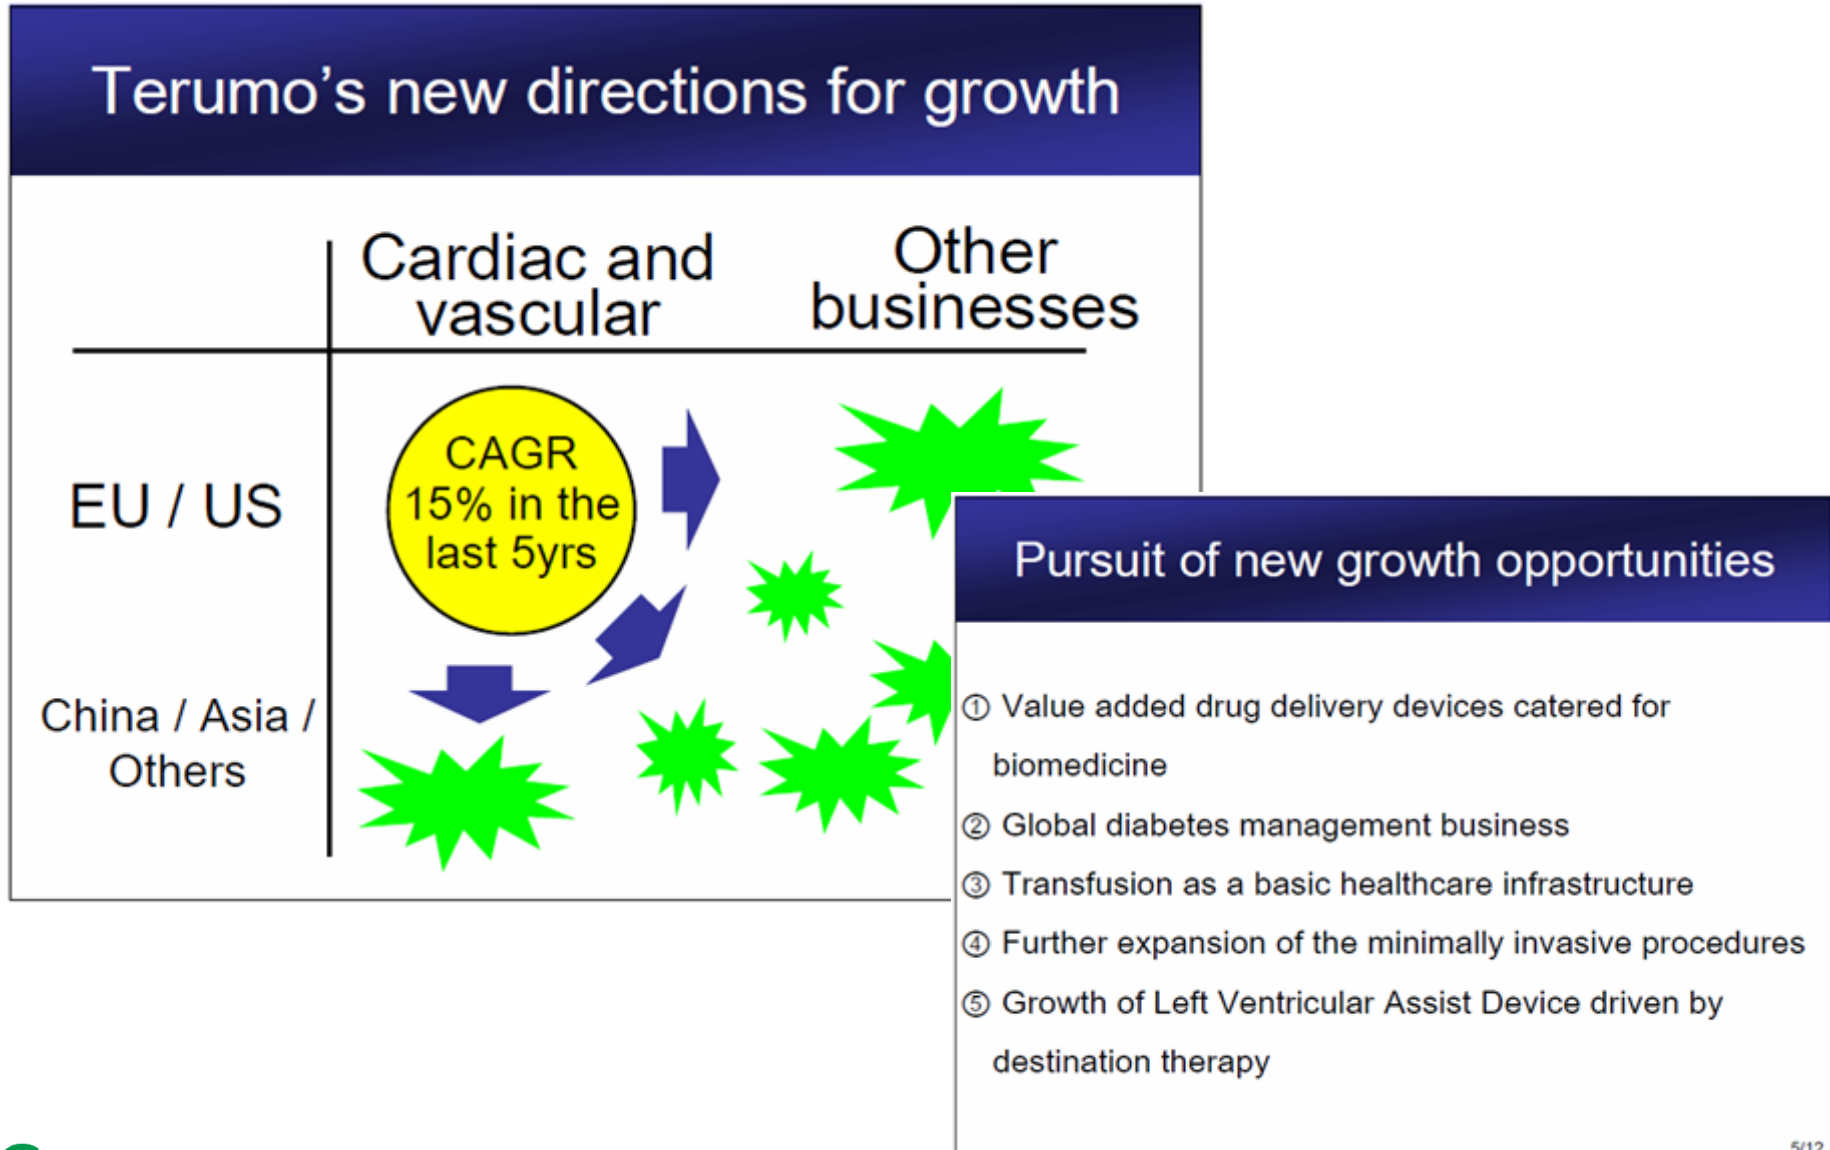 Terumo's new directions for growth
Cardiac and
vascular
Other
businesses
EU / US
CAGR
15% in the
last 5yrs
China / Asia /
Others
Pursuit of new growth opportunities
① Value added drug delivery devices catered for
biomedicine
② Global diabetes management business
③ Transfusion as a basic healthcare infrastructure
④ Further expansion of the minimally invasive procedures
⑤ Growth of Left Ventricular Assist Device driven by
destination therapy
5/12